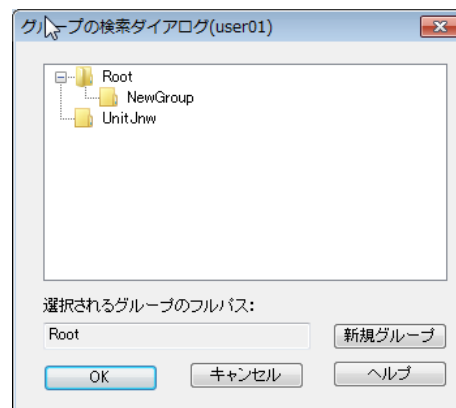 グループの検索ダイアログ(user01)
Root
NewGroup
UnitJnw
選択されるグループのフルパス:
Root
新規グループ
OK
キャンセル
ヘルプ